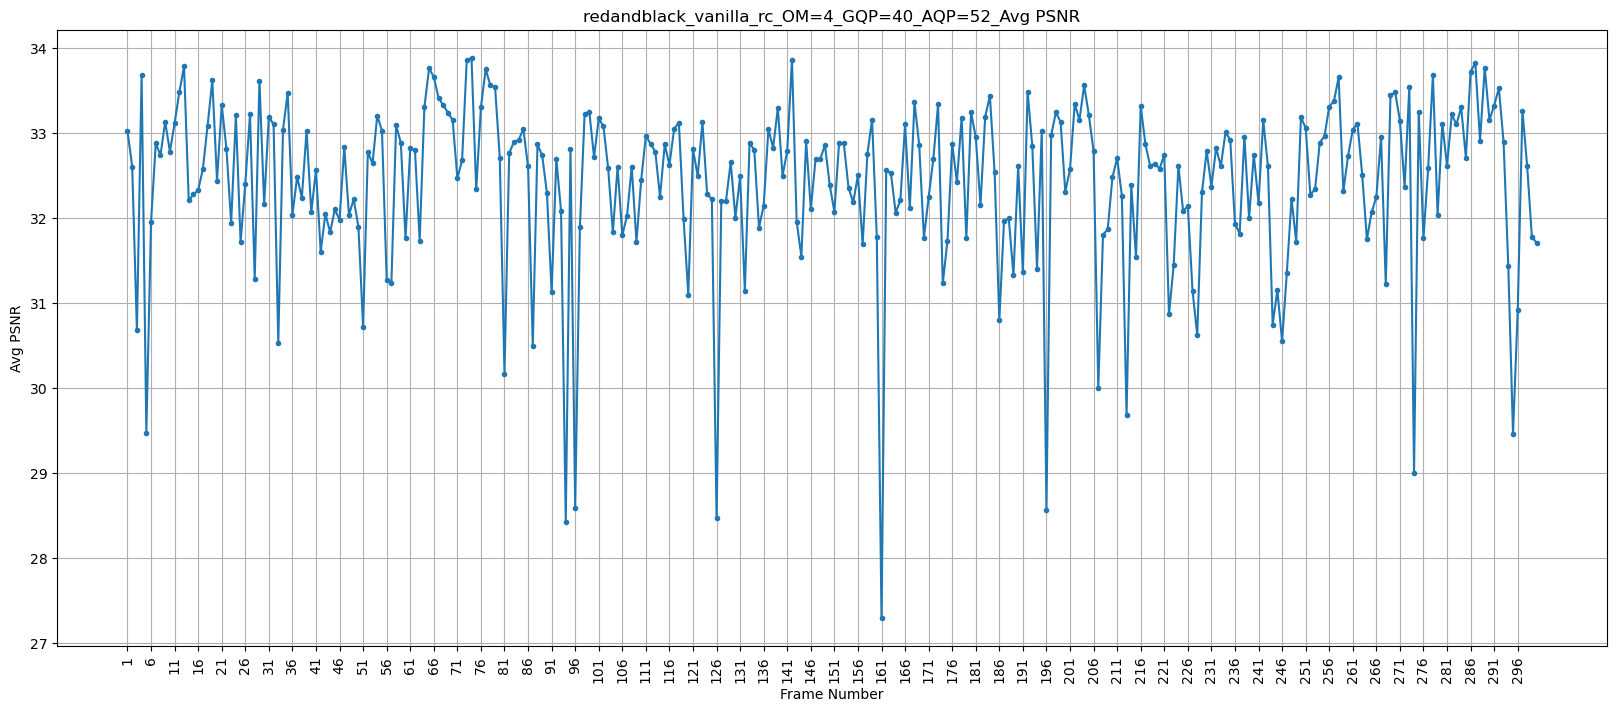 redandblack_vanilla_rc_OM=4_GQP=40_AQP=52_Avg PSNR
34
33
32
31
30
29
28
27
Avg PSNR
1 6 11 16 21 26 31 36 41 46 51 56 61 66 71 76 81 86 91 96 101 106 111 116 121 126 131 136 141 146 151 156 161 166 171 176 181 186 191 196 201 206 211 216 221 226 231 236 241 246 251 256 261 266 271 276 281 286 291 296
Frame Number